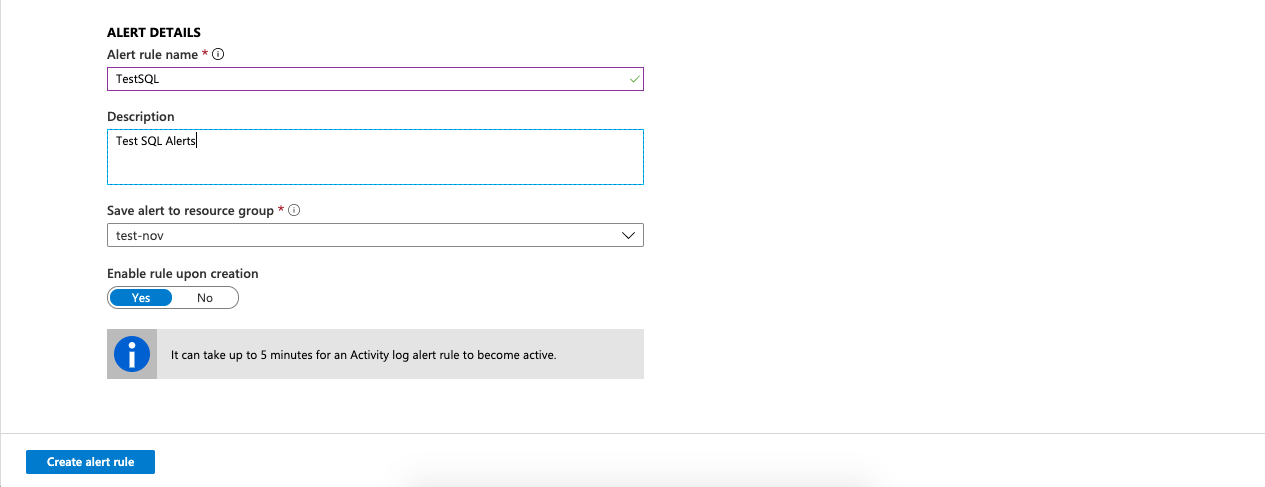 ALERT DETAILS
Alert rule name *
TestSQL
Description
Test SQL Alerts
Save alert to resource group *
test-nov
Enable rule upon creation
Yes No
It can take up to 5 minutes for an Activity log alert rule to become active.
Create alert rule